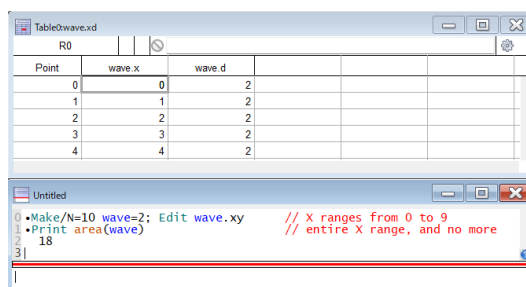 Table0:wave.xd
R0
Point wave.x wave.d
0 0 2
1 1 2
2 2 2
3 3 2
4 4 2
Untitled
0 •Make/N=10 wave=2; Edit wave.xy // X ranges from 0 to 9
1 •Print area(wave) // entire X range, and no more
2 18
3